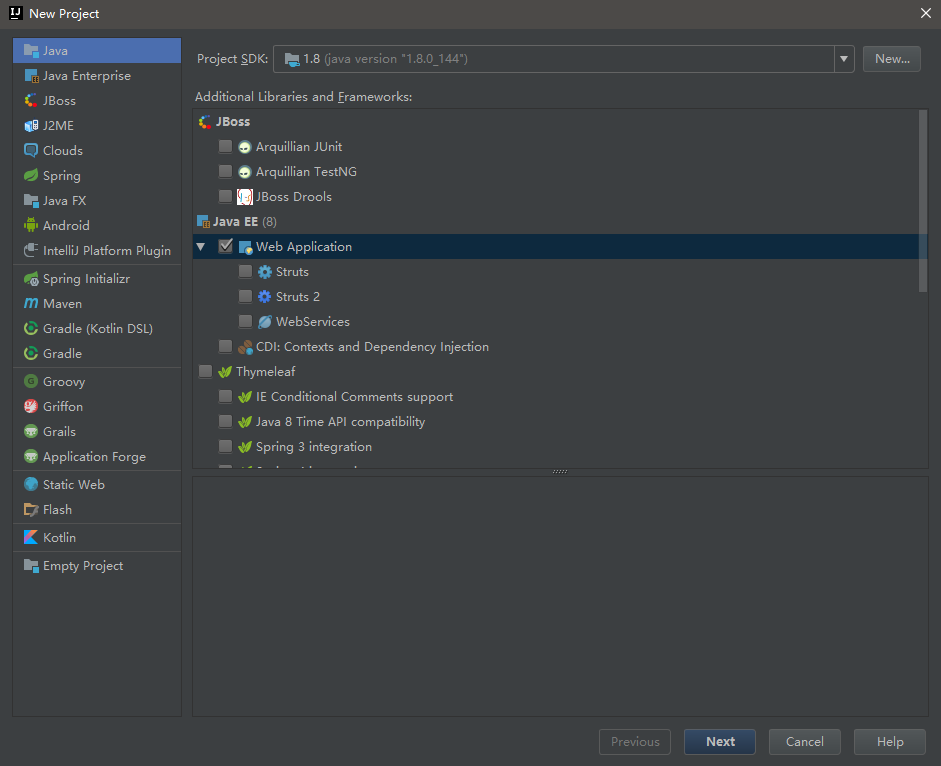 New Project
Java
Java Enterprise
JBoss
J2ME
Clouds
Spring
Java FX
Android
IntelliJ Platform Plugin
Spring Initializr
Maven
Gradle (Kotlin DSL)
Gradle
Groovy
Griffon
Grails
Application Forge
Static Web
Flash
Kotlin
Empty Project
Project SDK: 1.8 (java version "1.8.0_144") New...
Additional Libraries and Frameworks:
JBoss
Arquillian JUnit
Arquillian TestNG
JBoss Drools
Java EE (8)
Web Application
Struts
Struts 2
WebServices
CDI: Contexts and Dependency Injection
Thymeleaf
IE Conditional Comments support
Java 8 Time API compatibility
Spring 3 integration
Previous Next Cancel Help